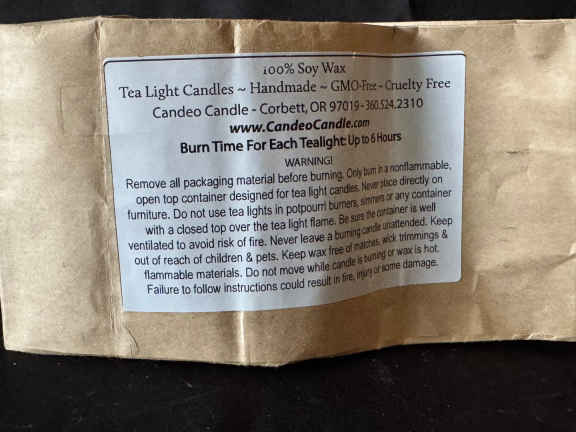 100% Soy Wax
Tea Light Candles ~ Handmade ~ GMO-Free - Cruelty Free
Candeo Candle - Corbett, OR 97019 - 360.524.2310
www.CandeoCandle.com
Burn Time For Each Tealight: Up to 6 Hours
WARNING!
Remove all packaging material before burning. Only burn in a nonflammable,
open top container designed for tea light candles. Never place directly on
furniture. Do not use tea lights in potpourri burners, simmers or any container
with a closed top over the tea light flame. Be sure the container is well
ventilated to avoid risk of fire. Never leave a burning candle unattended. Keep
out of reach of children & pets. Keep wax free of matches, wick trimmings &
flammable materials. Do not move while candle is burning or wax is hot.
Failure to follow instructions could result in fire, injury or some damage.